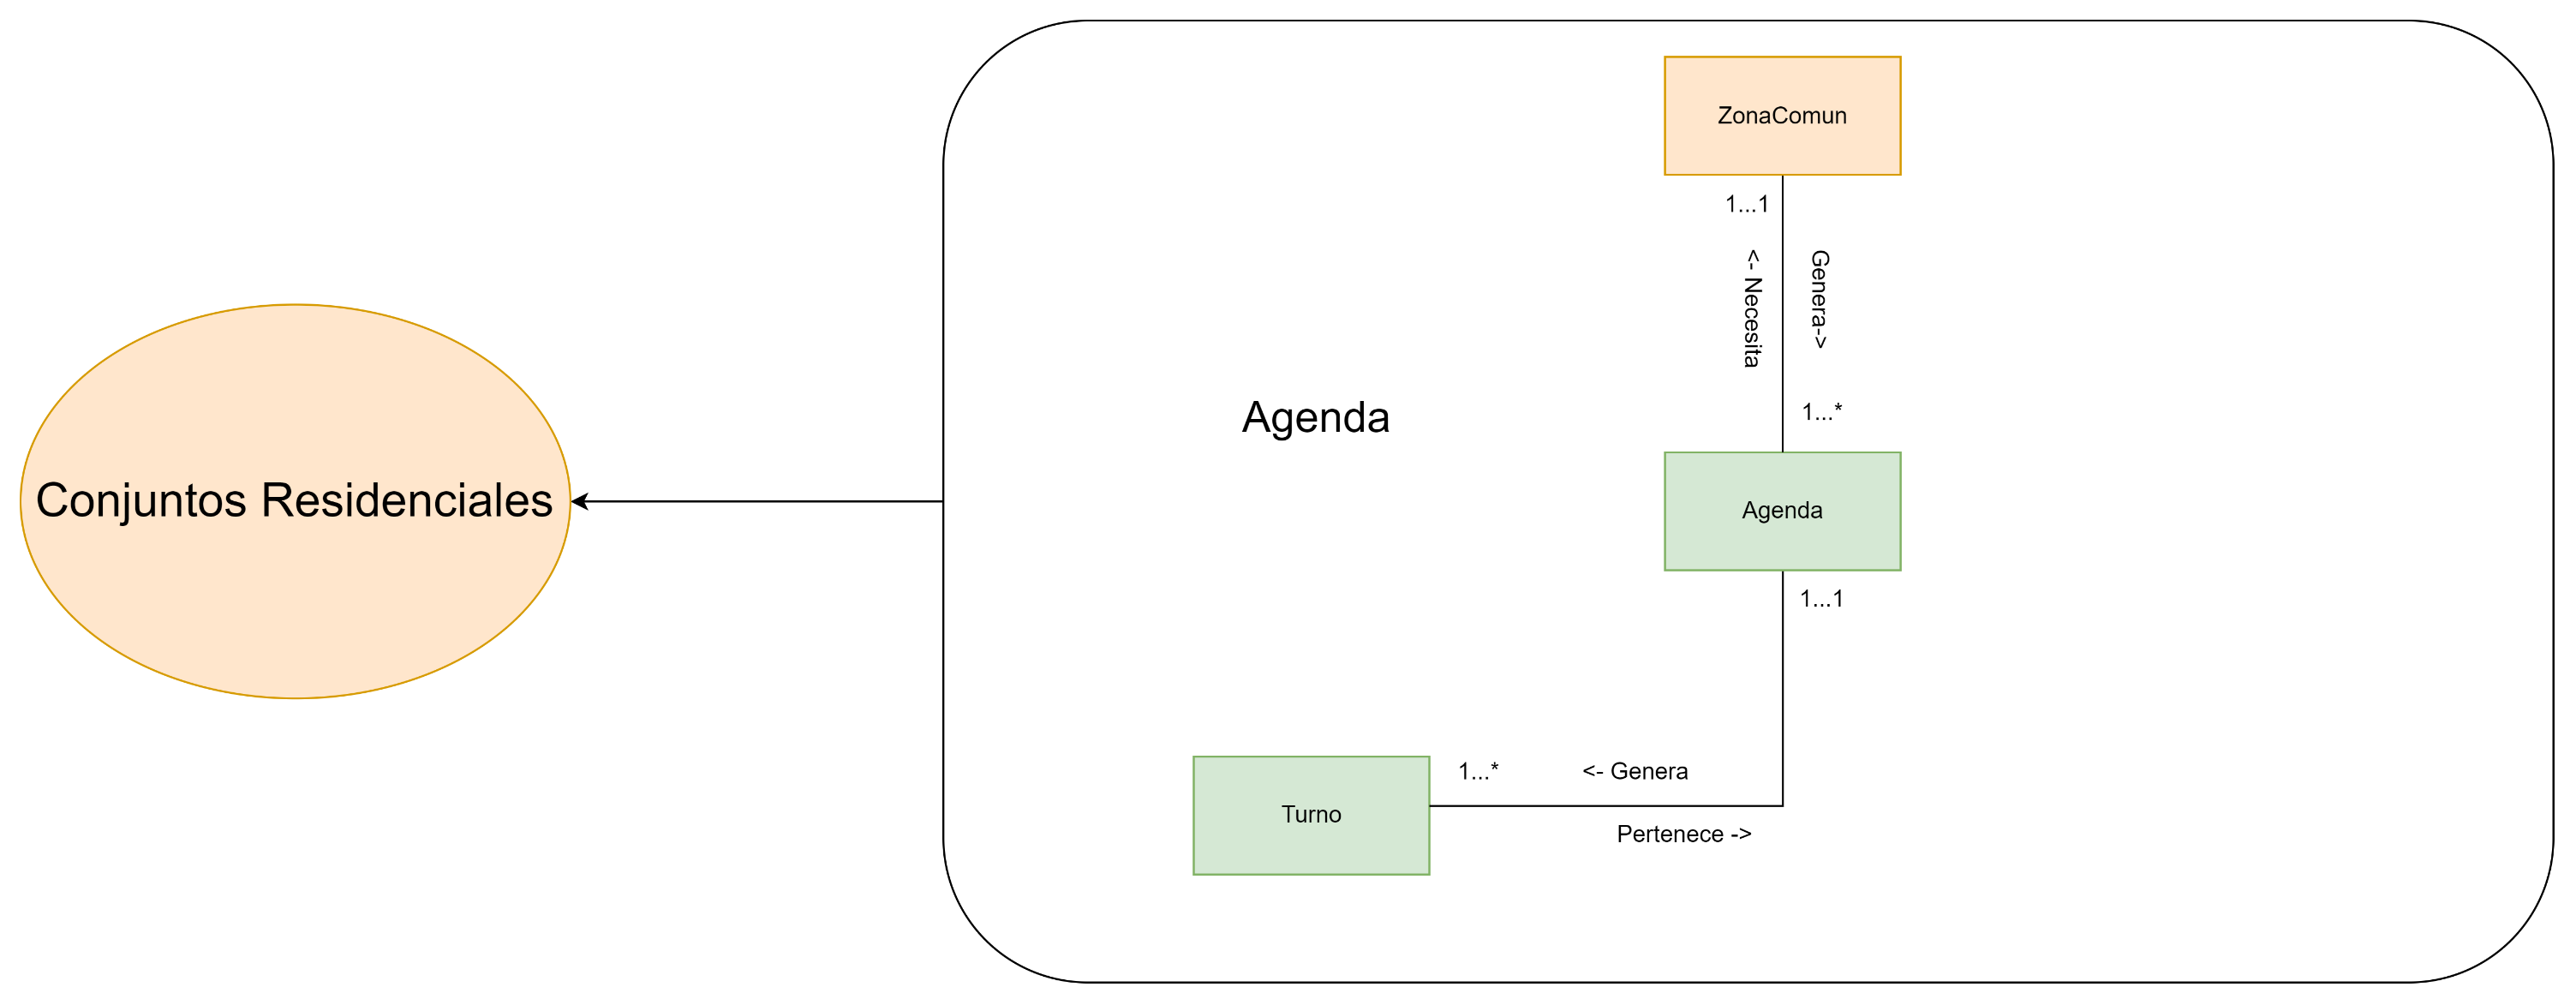 ZonaComun
1...1
<- Necesita
Genera->
1...*
Agenda
Conjuntos Residenciales
Agenda
1...1
1...*
<- Genera
Turno
Pertenece ->